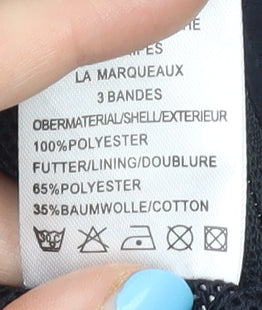 LA MARQUEAUX
3 BANDES
OBERMATERIAL/SHELL/EXTERIEUR
100%POLYESTER
FUTTER/LINING/DOUBLURE
65%POLYESTER
35%BAUMWOLLE/COTTON